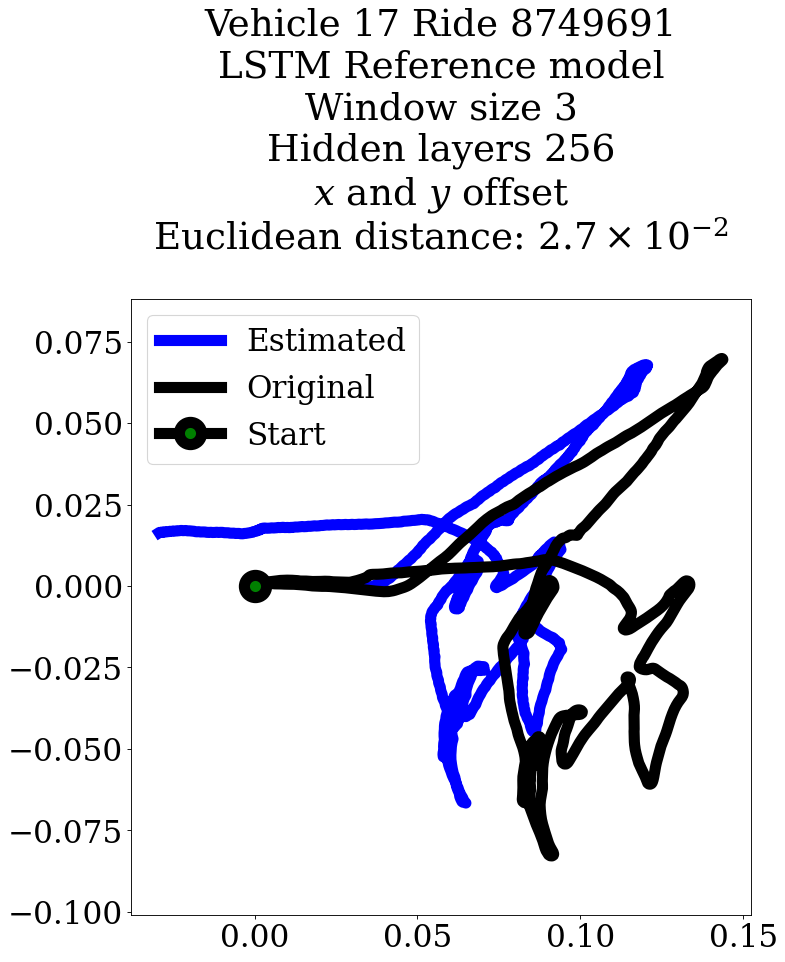 Vehicle 17 Ride 8749691
LSTM Reference model
Window size 3
Hidden layers 256
x and y offset
Euclidean distance: 2.7 × 10⁻²
Estimated
Original
Start
0.075
0.050
0.025
0.000
−0.025
−0.050
−0.075
−0.100
0.00 0.05 0.10 0.15